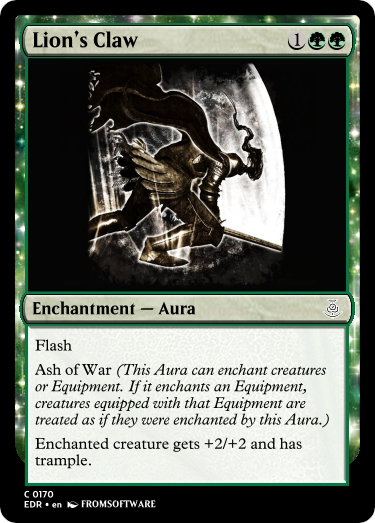 Lion's Claw 1
Enchantment — Aura
Flash
Ash of War (This Aura can enchant creatures
or Equipment. If it enchants an Equipment,
creatures equipped with that Equipment are
treated as if they were enchanted by this Aura.)
Enchanted creature gets +2/+2 and has
trample.
C 0170
EDR • en FROMSOFTWARE